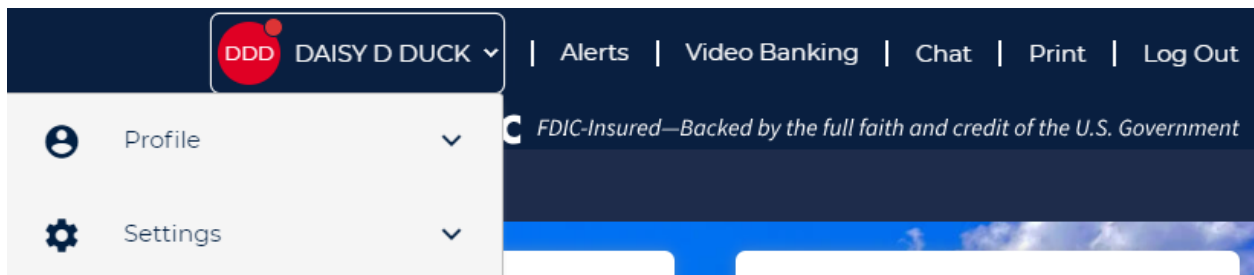 DDD DAISY D DUCK | Alerts | Video Banking | Chat | Print | Log Out
FDIC-Insured—Backed by the full faith and credit of the U.S. Government
Profile
Settings